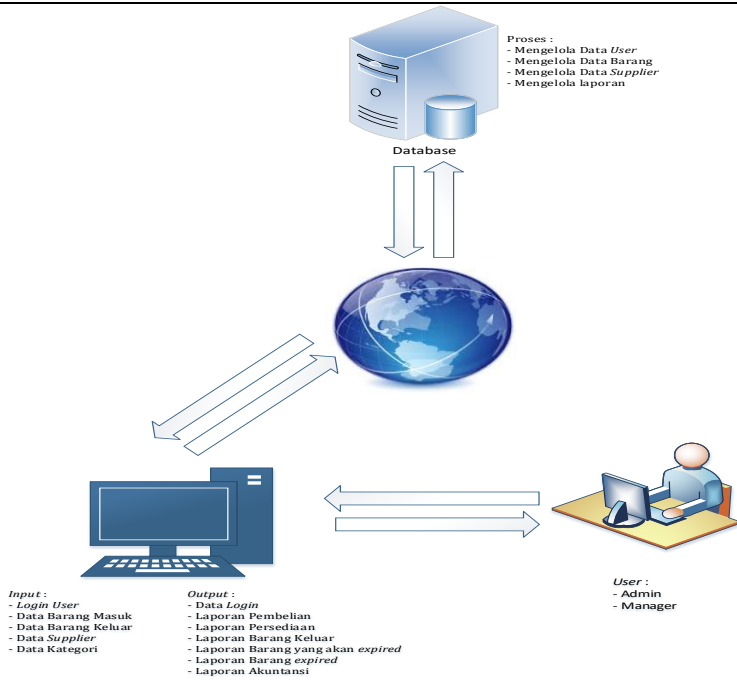 Proses :
- Mengelola Data User
- Mengelola Data Barang
- Mengelola Data Supplier
- Mengelola laporan
Database
Input :
- Login User
- Data Barang Masuk
- Data Barang Keluar
- Data Supplier
- Data Kategori
Output :
- Data Login
- Laporan Pembelian
- Laporan Persediaan
- Laporan Barang Keluar
- Laporan Barang yang akan expired
- Laporan Barang expired
- Laporan Akuntansi
User :
- Admin
- Manager